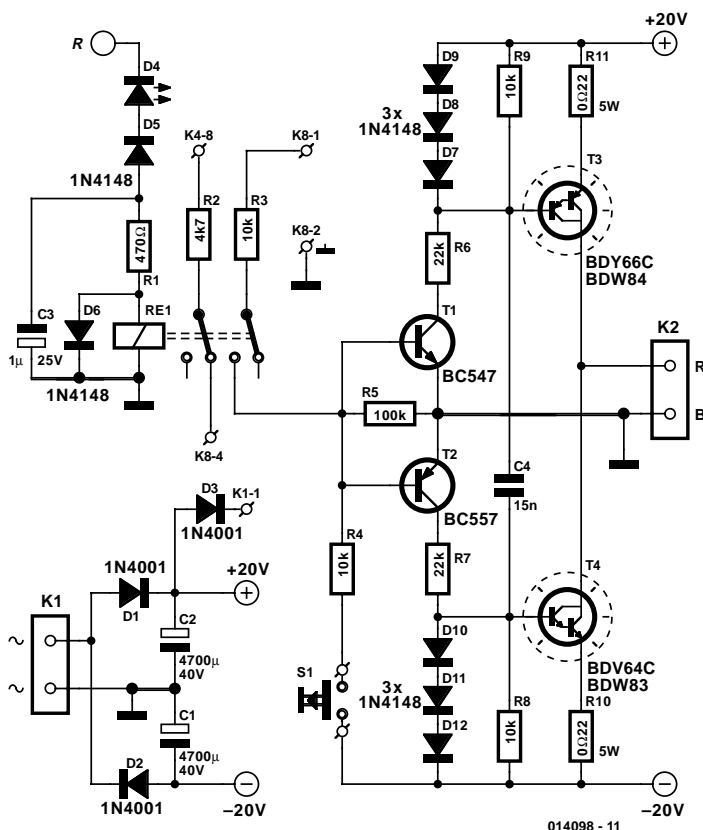 +20V
R
D4
D9
R9
R11
10k
0Ω22
5W
D8
3x
1N4148
D5
K4-8
K8-1
D7
T3
1N4148
R2
R3
4k7
10k
470Ω
K8-2
R6
22k
BDY66C
BDW84
R1
T1
C3
D6
RE1
K2
1μ
25V
BC547
R
1N4148
R5
100k
B
K8-4
T2
C4
15n
D3
K1-1
BC557
1N4001
R4
10k
R7
22k
1N4001
+20V
T4
K1
D1
C2
D10
~
4700μ
40V
S1
3x
1N4148
D11
BDV64C
BDW83
~
C1
R8
R10
D12
10k
0Ω22
5W
4700μ
40V
D2
1N4001
–20V
–20V
014098 - 11